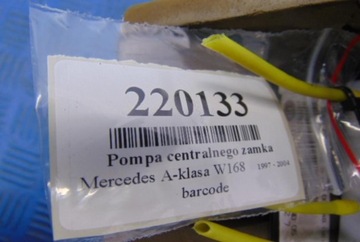 220133
Pompa centralnego zamka
Mercedes A-klasa W168 1997 - 2004
barcode